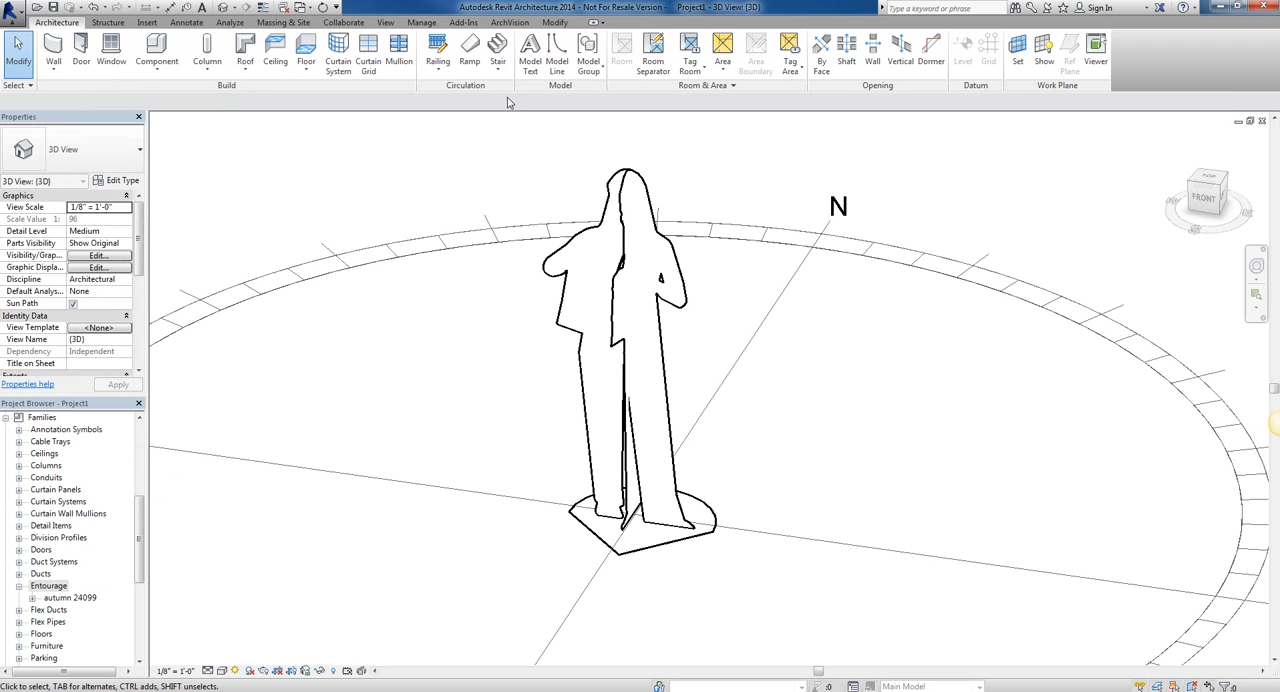 Autodesk Revit Architecture 2014 - Not For Resale Version - Project1 - 3D View: {3D}
Type a keyword or phrase
Sign In
Architecture Structure Insert Annotate Analyze Massing & Site Collaborate View Manage Add-Ins ArchVision Modify
Modify Wall Door Window Component Column Roof Ceiling Floor Curtain System Curtain Grid Mullion Railing Ramp Stair Model Text Model Line Model Group Room Room Separator Tag Room Area Area Boundary Tag Area By Face Shaft Wall Vertical Dormer Level Grid Set Show Ref Plane Viewer
Select Build Circulation Model Room & Area Opening Datum Work Plane
Properties
3D View
3D View: {3D} Edit Type
Graphics
View Scale 1/8" = 1'-0"
Scale Value 1: 96
Detail Level Medium
Parts Visibility Show Original
Visibility/Grap... Edit...
Graphic Displa... Edit...
Discipline Architectural
Default Analys... None
Sun Path
Identity Data
View Template <None>
View Name {3D}
Dependency Independent
Title on Sheet
Properties help Apply
Project Browser - Project1
Families
Annotation Symbols
Cable Trays
Ceilings
Columns
Conduits
Curtain Panels
Curtain Systems
Curtain Wall Mullions
Detail Items
Division Profiles
Doors
Duct Systems
Ducts
Entourage
autumn 24099
Flex Ducts
Flex Pipes
Floors
Furniture
Parking
N
FRONT
1/8" = 1'-0"
Click to select, TAB for alternates, CTRL adds, SHIFT unselects.
:0
Main Model
:0